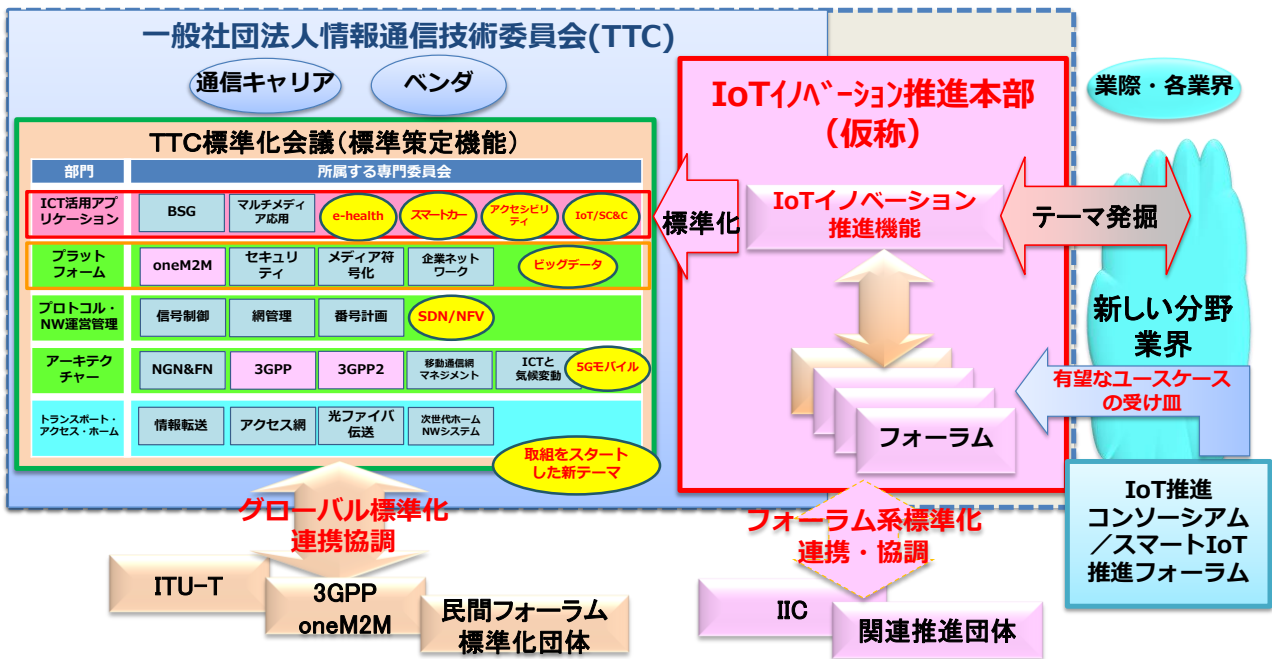 一般社団法人情報通信技術委員会(TTC)
通信キャリア
ベンダ
TTC標準化会議(標準策定機能)
部門
所属する専門委員会
ICT活用アプ
リケーション
BSG
マルチメディ
ア応用
e-health
スマートカー
アクセシビリ
ティ
IoT/SC&C
プラット
フォーム
oneM2M
セキュリ
ティ
メディア符
号化
企業ネット
ワーク
ビッグデータ
プロトコル・
NW運営管理
信号制御
網管理
番号計画
SDN/NFV
アーキテク
チャー
NGN&FN
3GPP
3GPP2
移動通信網
マネジメント
ICTと
気候変動
5Gモバイル
トランスポート・
アクセス・ホーム
情報転送
アクセス網
光ファイバ
伝送
次世代ホーム
NWシステム
取組をスタート
した新テーマ
標準化
IoTｲﾉﾍﾞｰｼｮﾝ推進本部
(仮称)
IoTイノベーション
推進機能
フォーラム
テーマ発掘
業際・各業界
新しい分野
業界
有望なユースケース
の受け皿
IoT推進
コンソーシアム
／スマートIoT
推進フォーラム
グローバル標準化
連携協調
ITU-T
3GPP
oneM2M
民間フォーラム
標準化団体
フォーラム系標準化
連携・協調
IIC
関連推進団体